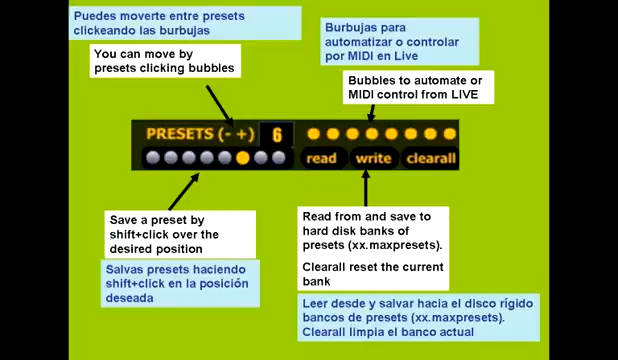 Puedes moverte entre presets
clickeando las burbujas
You can move by
presets clicking bubbles
Burbujas para
automatizar o controlar
por MIDI en Live
Bubbles to automate or
MIDI control from LIVE
PRESETS (- +) 6
read write clearall
Save a preset by
shift+click over the
desired position
Salvas presets haciendo
shift+click en la posición
deseada
Read from and save to
hard disk banks of
presets (xx.maxpresets).
Clearall reset the current
bank
Leer desde y salvar hacia el disco rígido
bancos de presets (xx.maxpresets).
Clearall limpia el banco actual